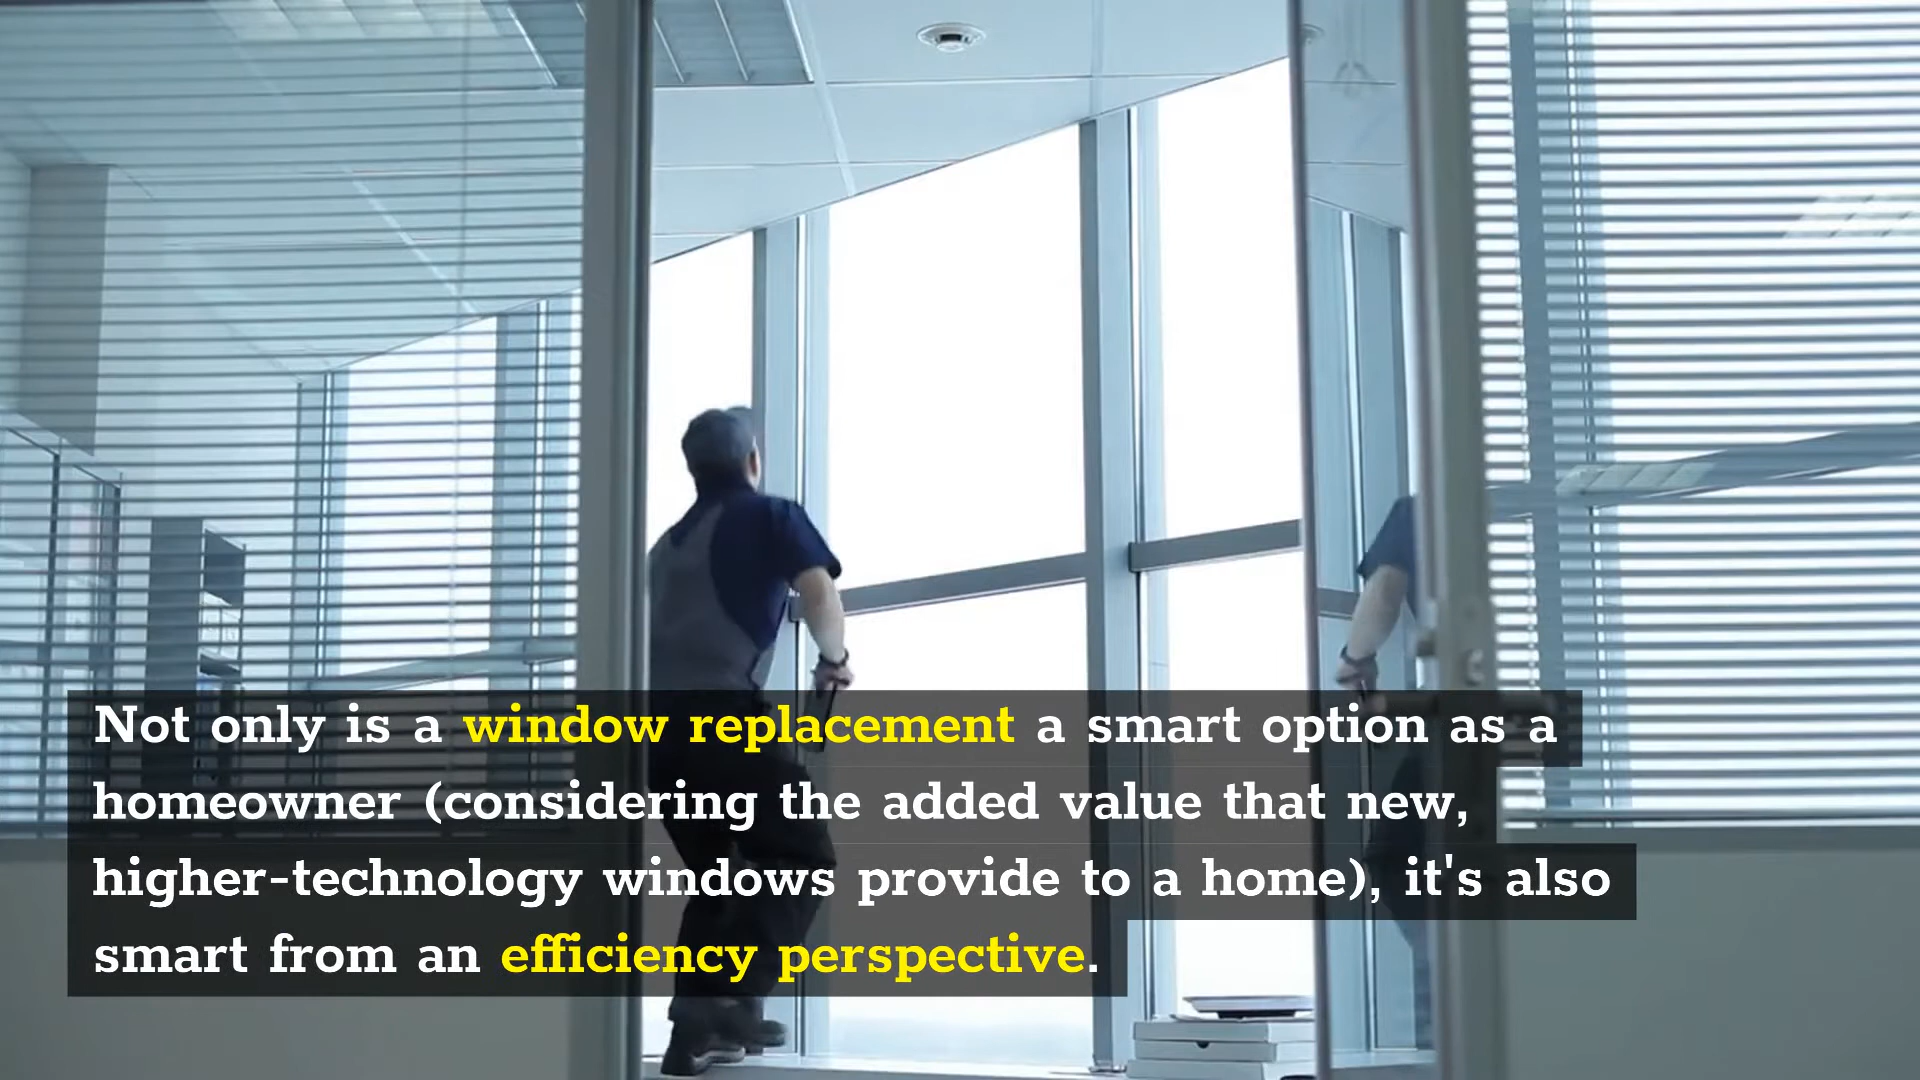 Not only is a window replacement a smart option as a
homeowner (considering the added value that new,
higher-technology windows provide to a home), it's also
smart from an efficiency perspective.